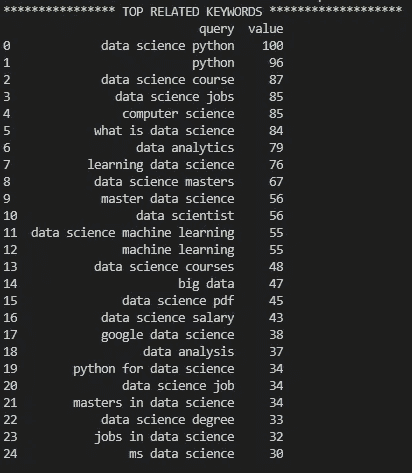 **************** TOP RELATED KEYWORDS *******************
query value
0 data science python 100
1 python 96
2 data science course 87
3 data science jobs 85
4 computer science 85
5 what is data science 84
6 data analytics 79
7 learning data science 76
8 data science masters 67
9 master data science 56
10 data scientist 56
11 data science machine learning 55
12 machine learning 55
13 data science courses 48
14 big data 47
15 data science pdf 45
16 data science salary 43
17 google data science 38
18 data analysis 37
19 python for data science 34
20 data science job 34
21 masters in data science 34
22 data science degree 33
23 jobs in data science 32
24 ms data science 30